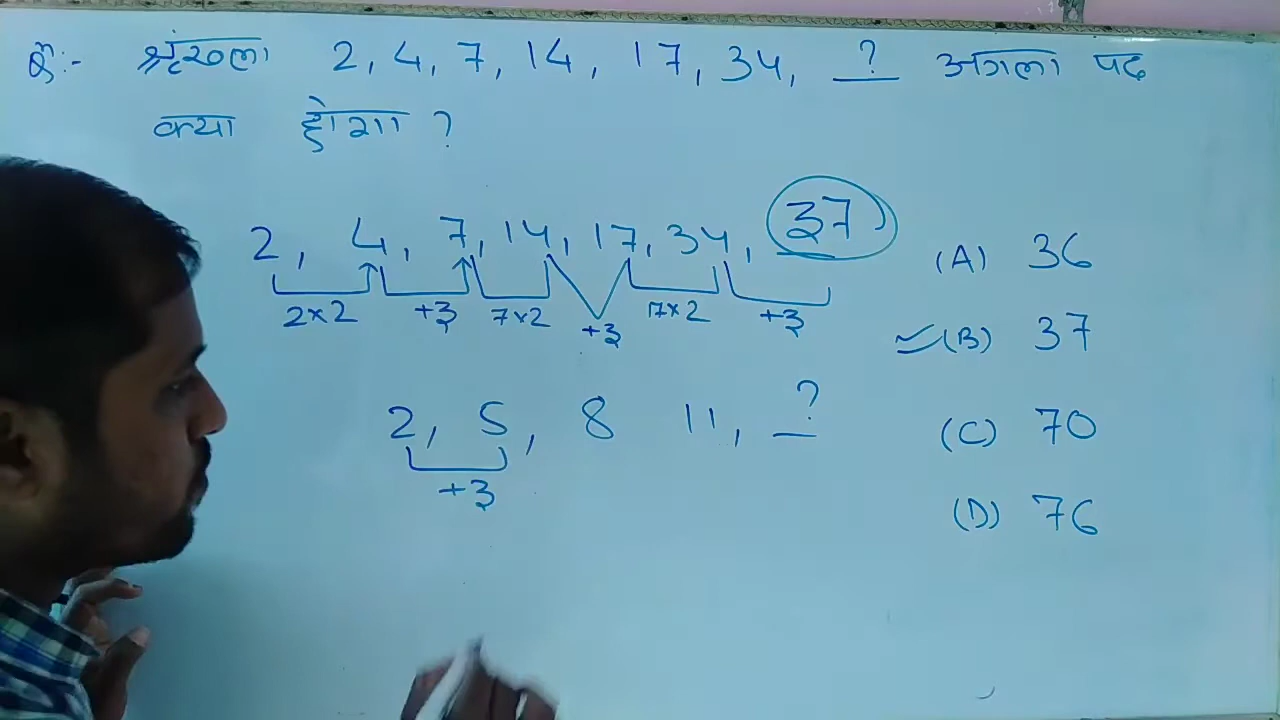 प्रः- श्रृंखला 2, 4, 7, 14, 17, 34, ? अगला पद
क्या होगा ?
2, 4, 7, 14, 17, 34, 37
2×2 +3 7×2 +3 17×2 +3
(A) 36
(B) 37
2, 5, 8 11, ?
+3
(C) 70
(D) 76